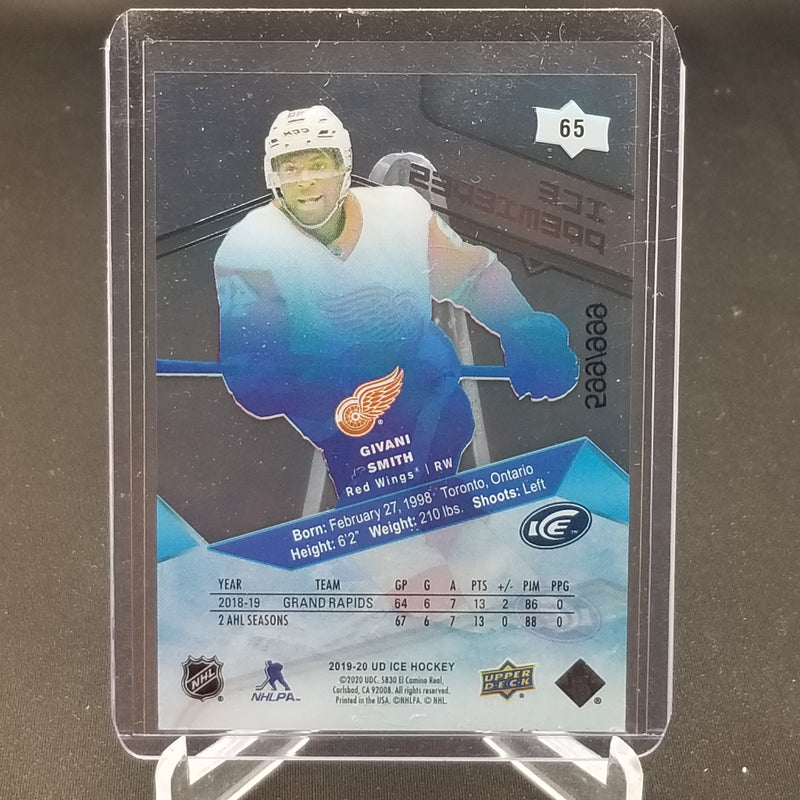 65
ICE
PREMIERES
GIVANI
SMITH
Red Wings | RW
Born: February 27, 1998 Toronto, Ontario
Height: 6'2" Weight: 210 lbs. Shoots: Left
ICE
YEAR TEAM GP G A PTS +/- PIM PPG
2018-19 GRAND RAPIDS 64 6 7 13 2 86 0
2 AHL SEASONS 67 6 7 13 0 88 0
NHL
NHLPA
2019-20 UD ICE HOCKEY
©2020 UDC, 5830 El Camino Real,
Carlsbad, CA 92008. All rights reserved.
Printed in the USA. ©NHLPA. © NHL.
UPPER
DECK